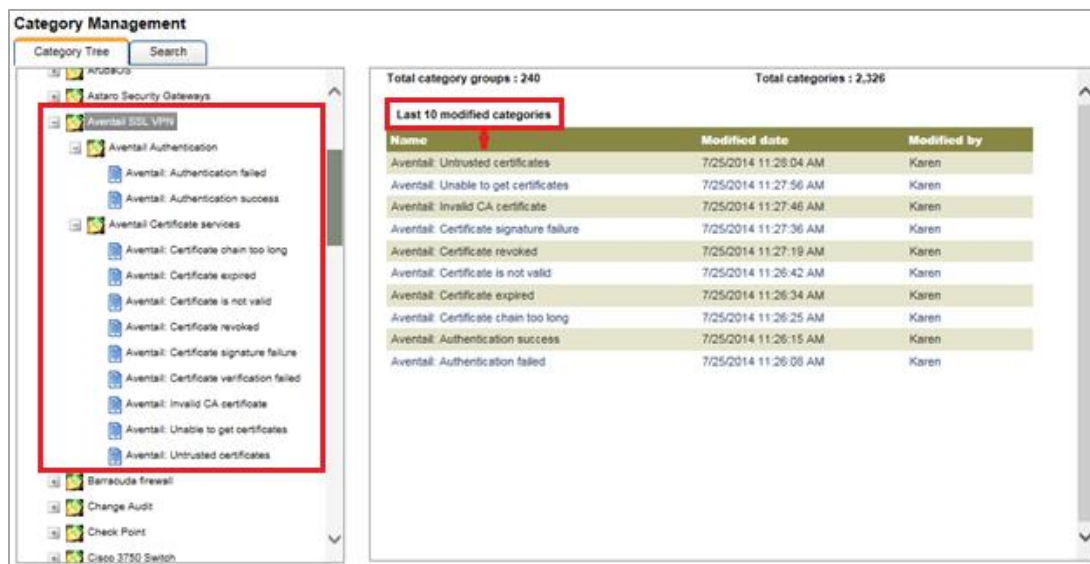 Category Management
Category Tree
Search
ArubaOS
Astaro Security Gateways
Aventail SSL VPN
Aventail Authentication
Aventail: Authentication failed
Aventail: Authentication success
Aventail Certificate services
Aventail: Certificate chain too long
Aventail: Certificate expired
Aventail: Certificate is not valid
Aventail: Certificate revoked
Aventail: Certificate signature failure
Aventail: Certificate verification failed
Aventail: Invalid CA certificate
Aventail: Unable to get certificates
Aventail: Untrusted certificates
Barracuda firewall
Change Audit
Check Point
Cisco 3750 Switch
Total category groups : 240 Total categories : 2,326
Last 10 modified categories
Name Modified date Modified by
Aventail: Untrusted certificates 7/25/2014 11:28:04 AM Karen
Aventail: Unable to get certificates 7/25/2014 11:27:56 AM Karen
Aventail: Invalid CA certificate 7/25/2014 11:27:46 AM Karen
Aventail: Certificate signature failure 7/25/2014 11:27:36 AM Karen
Aventail: Certificate revoked 7/25/2014 11:27:19 AM Karen
Aventail: Certificate is not valid 7/25/2014 11:26:42 AM Karen
Aventail: Certificate expired 7/25/2014 11:26:34 AM Karen
Aventail: Certificate chain too long 7/25/2014 11:26:25 AM Karen
Aventail: Authentication success 7/25/2014 11:26:15 AM Karen
Aventail: Authentication failed 7/25/2014 11:26:08 AM Karen